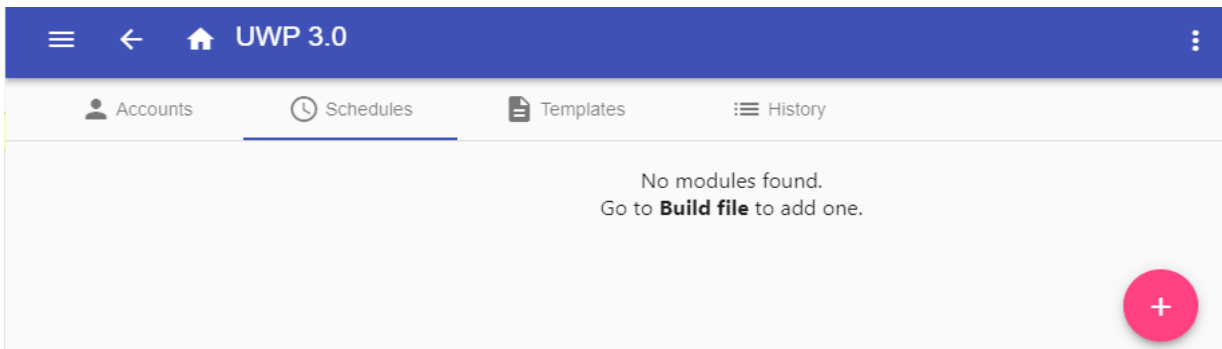 UWP 3.0
Accounts
Schedules
Templates
History
No modules found.
Go to Build file to add one.